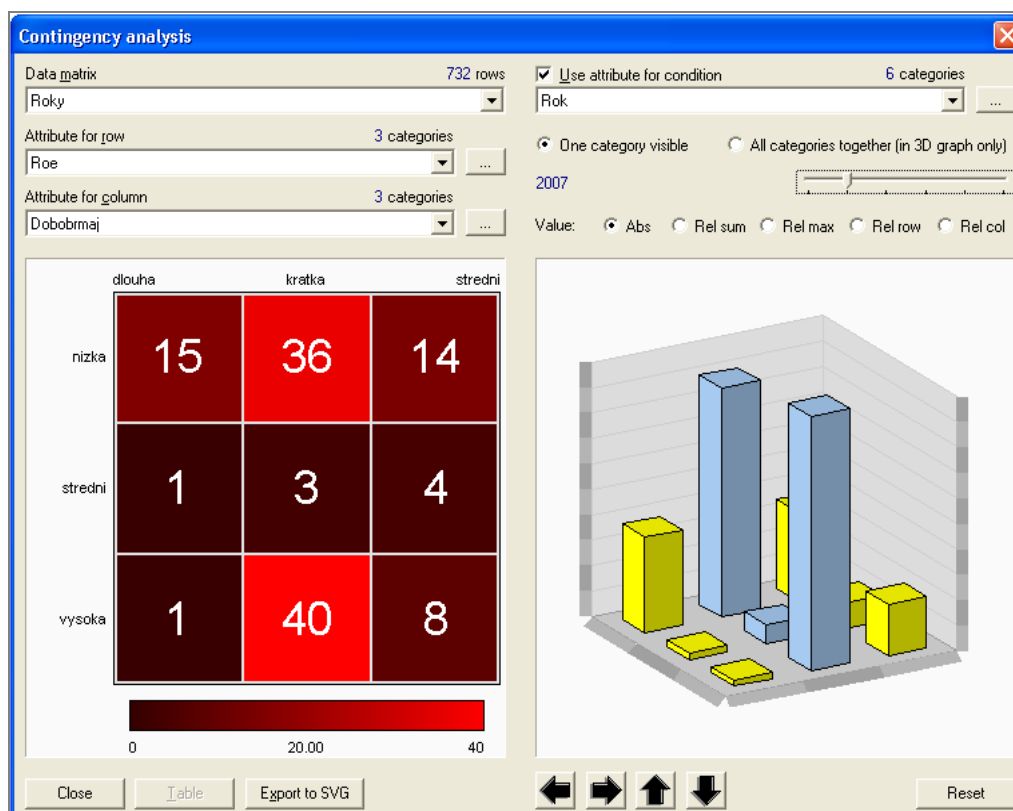 Contingency analysis
Data matrix 732 rows
Roky
Attribute for row 3 categories
Roe ...
Attribute for column 3 categories
Dobobrmaj ...
Use attribute for condition 6 categories
Rok ...
One category visible All categories together (in 3D graph only)
2007
Value: Abs Rel sum Rel max Rel row Rel col
dlouha kratka stredni
nizka 15 36 14
stredni 1 3 4
vysoka 1 40 8
0 20.00 40
Close Table Export to SVG Reset